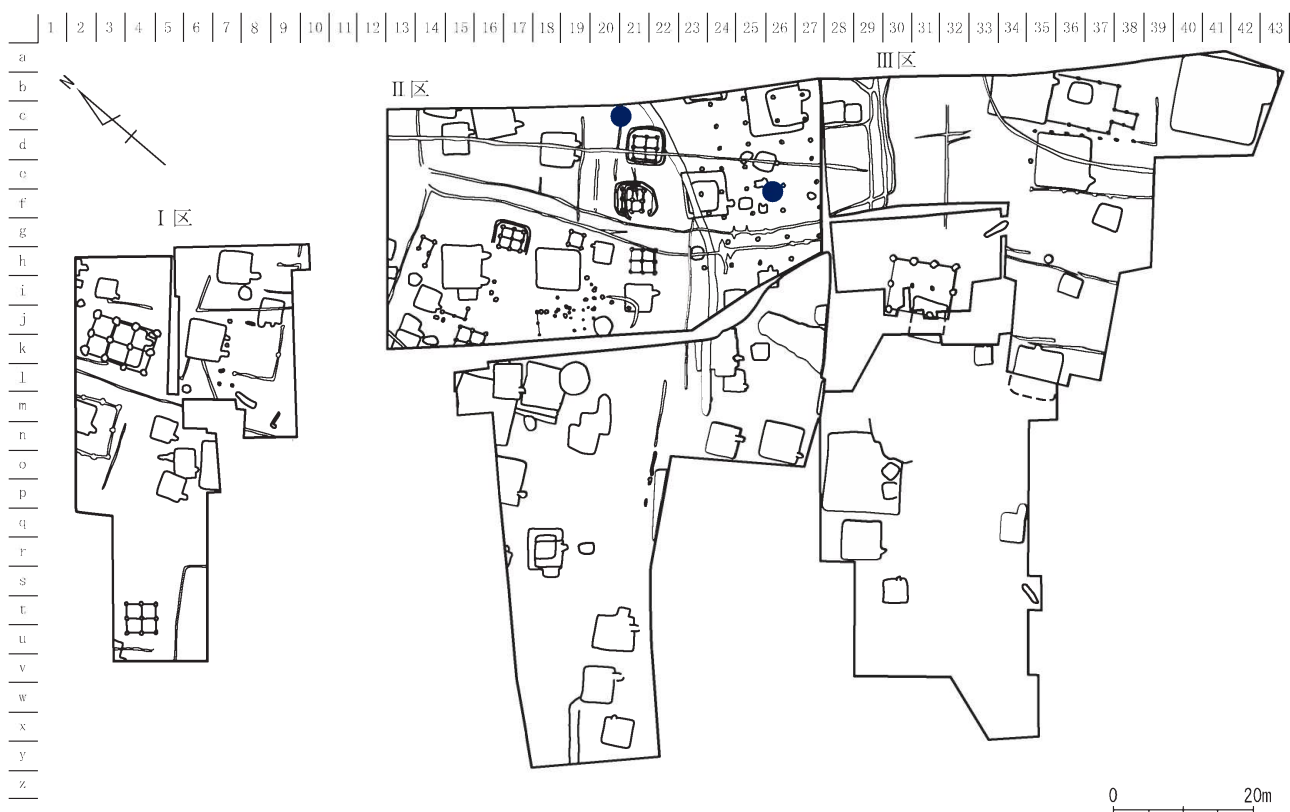 1 2 3 4 5 6 7 8 9 10 11 12 13 14 15 16 17 18 19 20 21 22 23 24 25 26 27 28 29 30 31 32 33 34 35 36 37 38 39 40 41 42 43
a
b
c
d
e
f
g
h
i
j
k
l
m
n
o
p
q
r
s
t
u
v
w
x
y
z
N
Ⅰ区
Ⅱ区
Ⅲ区
0 20m